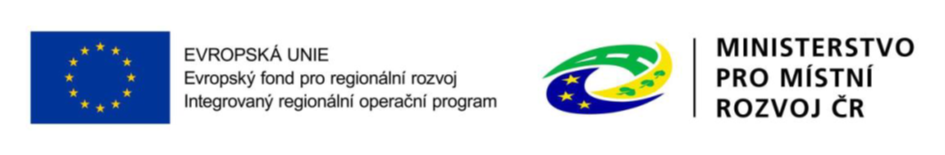 EVROPSKÁ UNIE
Evropský fond pro regionální rozvoj
Integrovaný regionální operační program
MINISTERSTVO
PRO MÍSTNÍ
ROZVOJ ČR